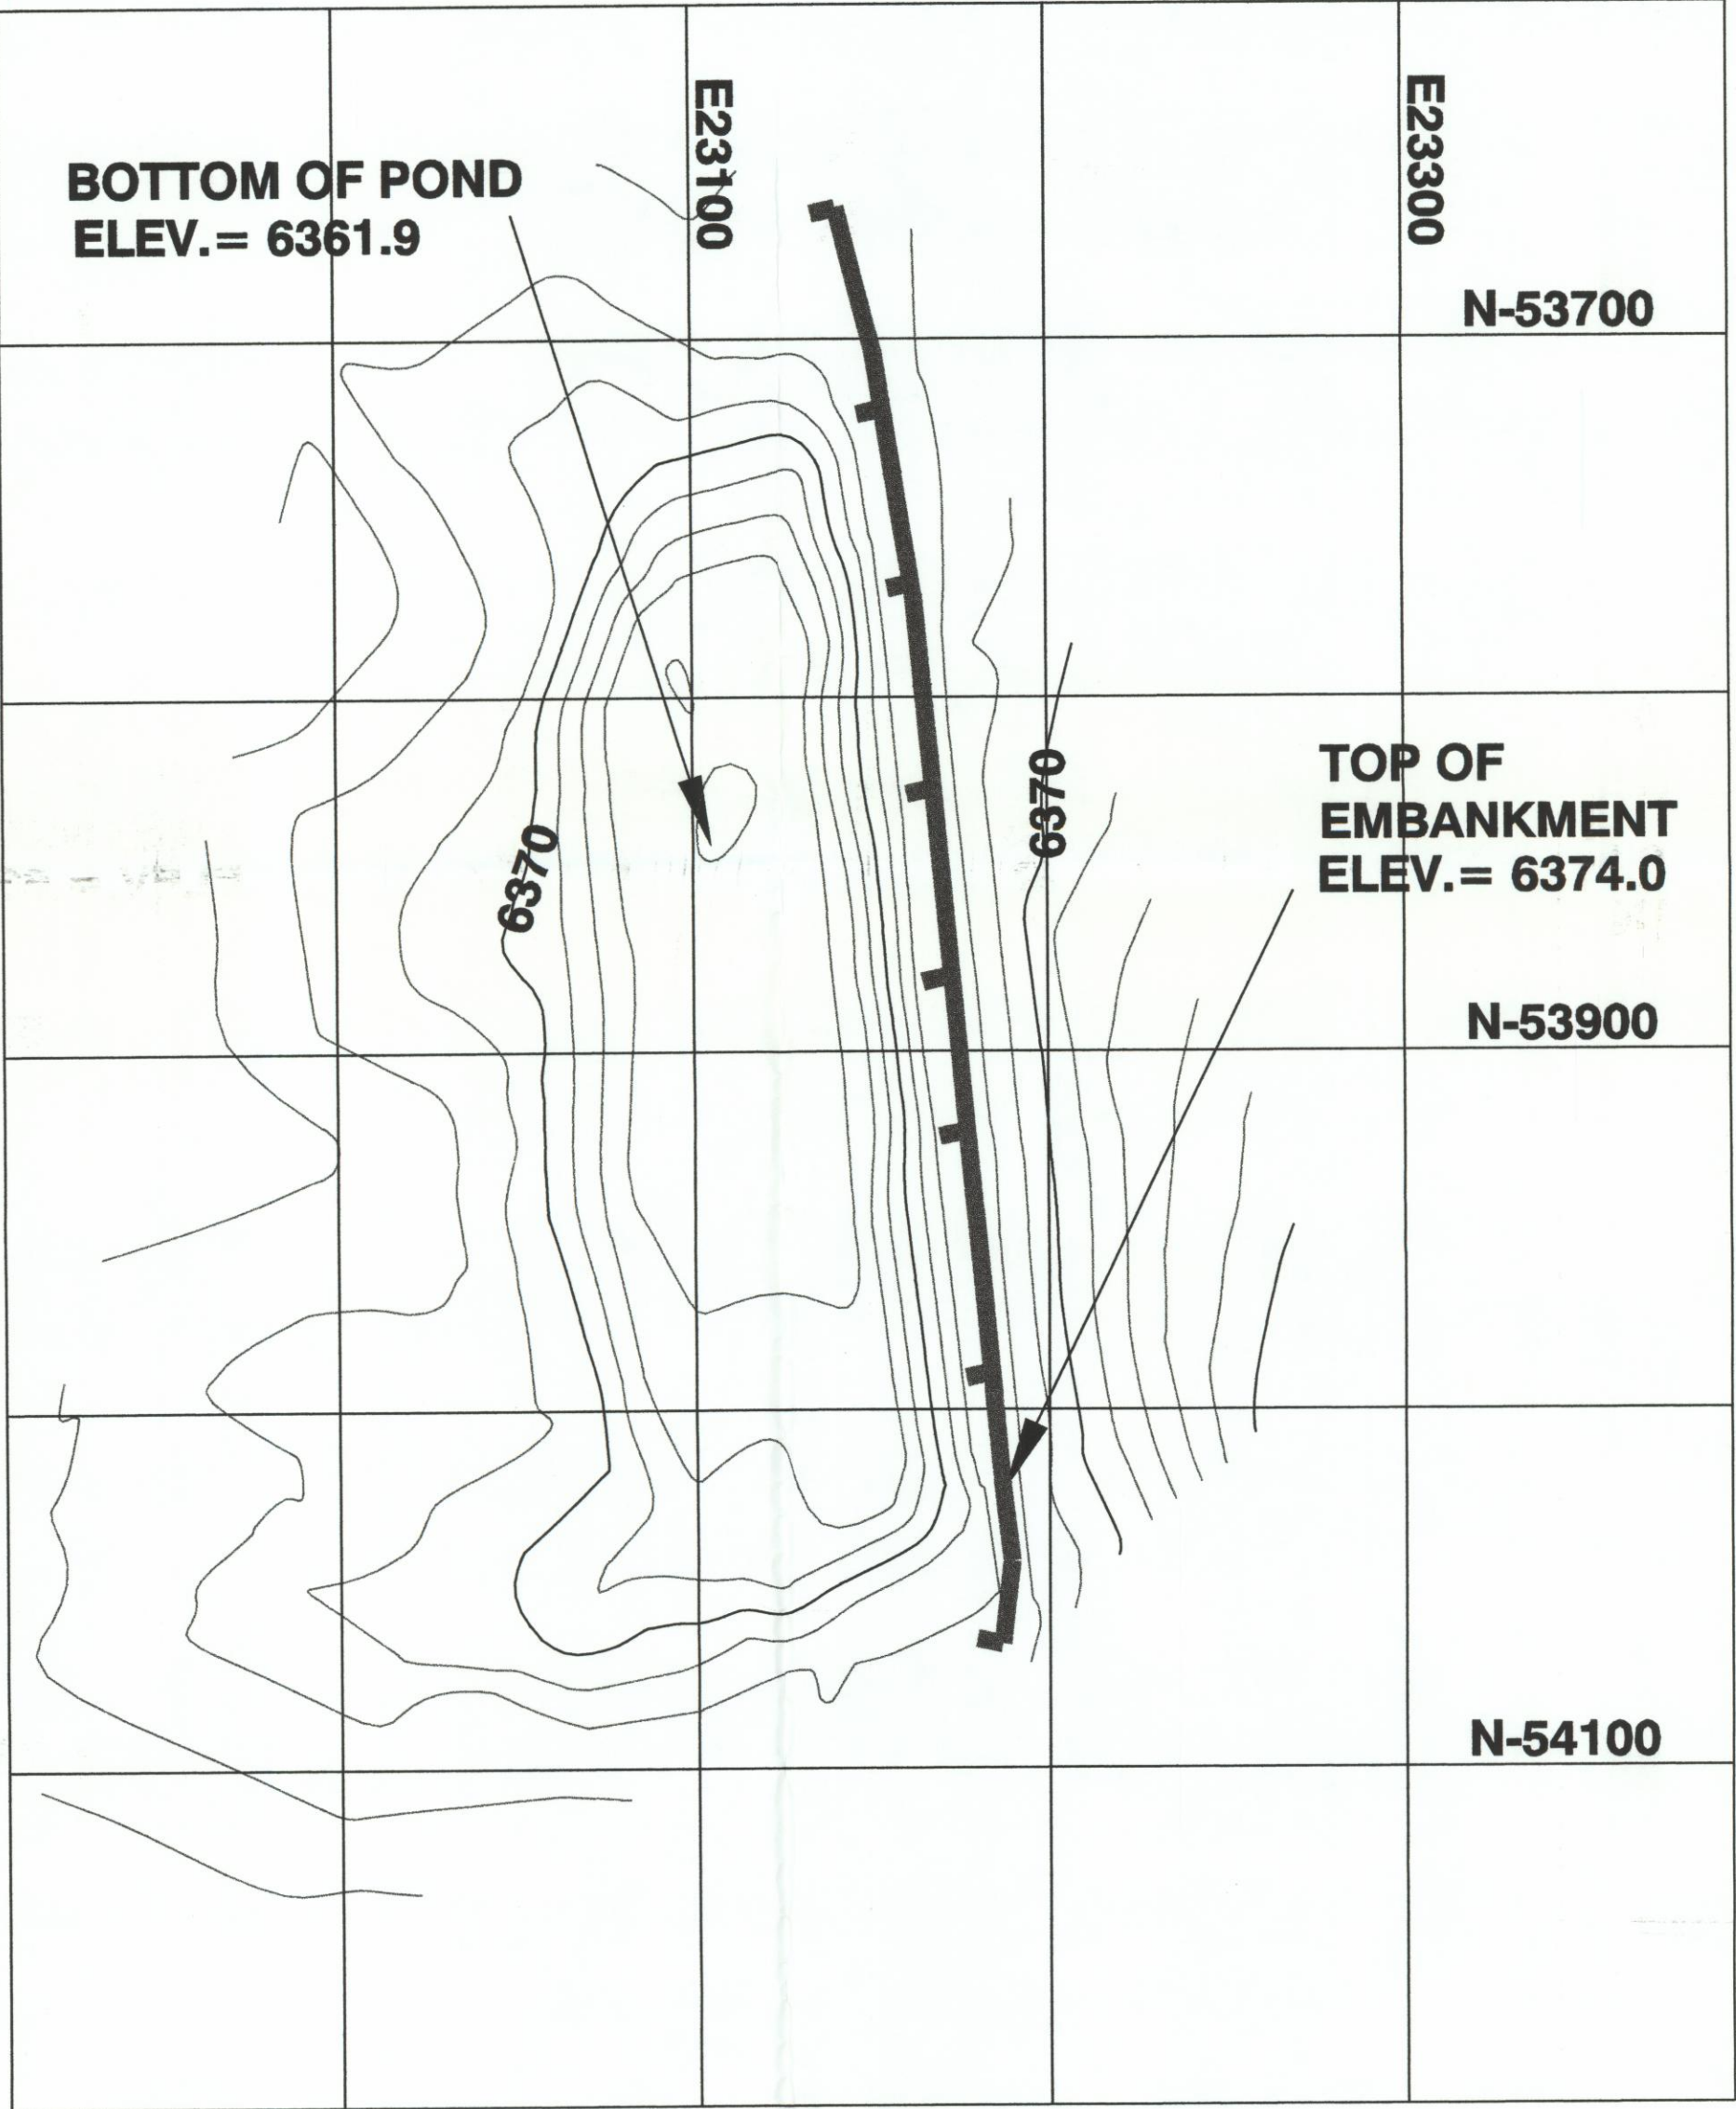 E23100
E23300
BOTTOM OF POND
ELEV.= 6361.9
N-53700
6370
6370
TOP OF
EMBANKMENT
ELEV.= 6374.0
N-53900
N-54100